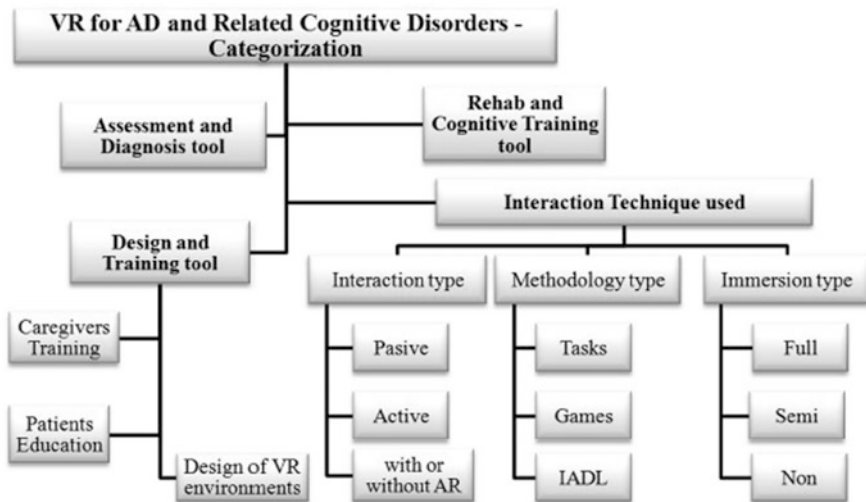 VR for AD and Related Cognitive Disorders -
Categorization
Assessment and
Diagnosis tool
Rehab and
Cognitive Training
tool
Interaction Technique used
Design and
Training tool
Caregivers
Training
Patients
Education
Design of VR
environments
Interaction type
Pasive
Active
with or
without AR
Methodology type
Tasks
Games
IADL
Immersion type
Full
Semi
Non